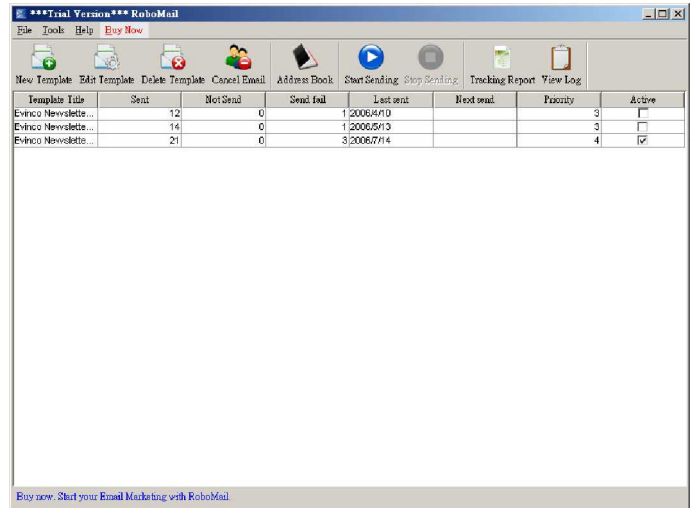 ***Trial Version*** RoboMail
File Tools Help Buy Now
New Template Edit Template Delete Template Cancel Email Address Book Start Sending Stop Sending Tracking Report View Log
Template Title Sent Not Send Send fail Last sent Next send Priority Active
Evinco Newslette... 12 0 1 2006/4/10 3
Evinco Newslette... 14 0 1 2006/5/13 3
Evinco Newslette... 21 0 3 2006/7/14 4
Buy now. Start your Email Marketing with RoboMail.